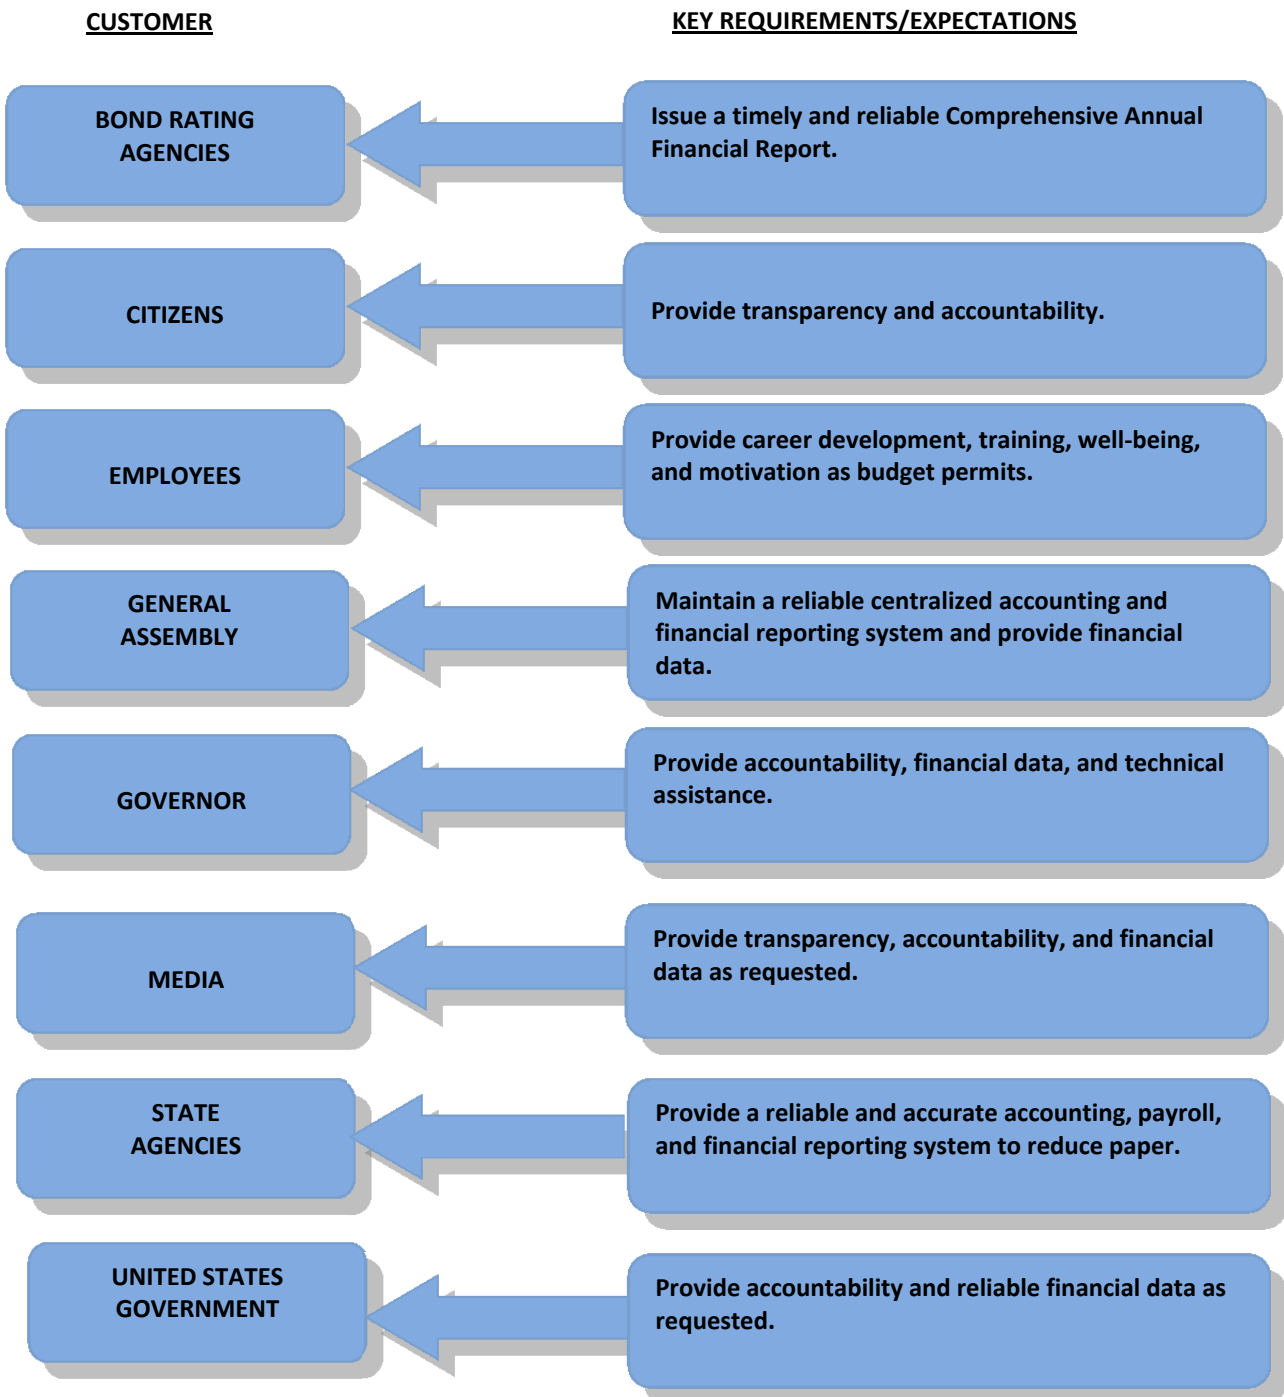 CUSTOMER
KEY REQUIREMENTS/EXPECTATIONS
BOND RATING
AGENCIES
Issue a timely and reliable Comprehensive Annual
Financial Report.
CITIZENS
Provide transparency and accountability.
EMPLOYEES
Provide career development, training, well-being,
and motivation as budget permits.
GENERAL
ASSEMBLY
Maintain a reliable centralized accounting and
financial reporting system and provide financial
data.
GOVERNOR
Provide accountability, financial data, and technical
assistance.
MEDIA
Provide transparency, accountability, and financial
data as requested.
STATE
AGENCIES
Provide a reliable and accurate accounting, payroll,
and financial reporting system to reduce paper.
UNITED STATES
GOVERNMENT
Provide accountability and reliable financial data as
requested.